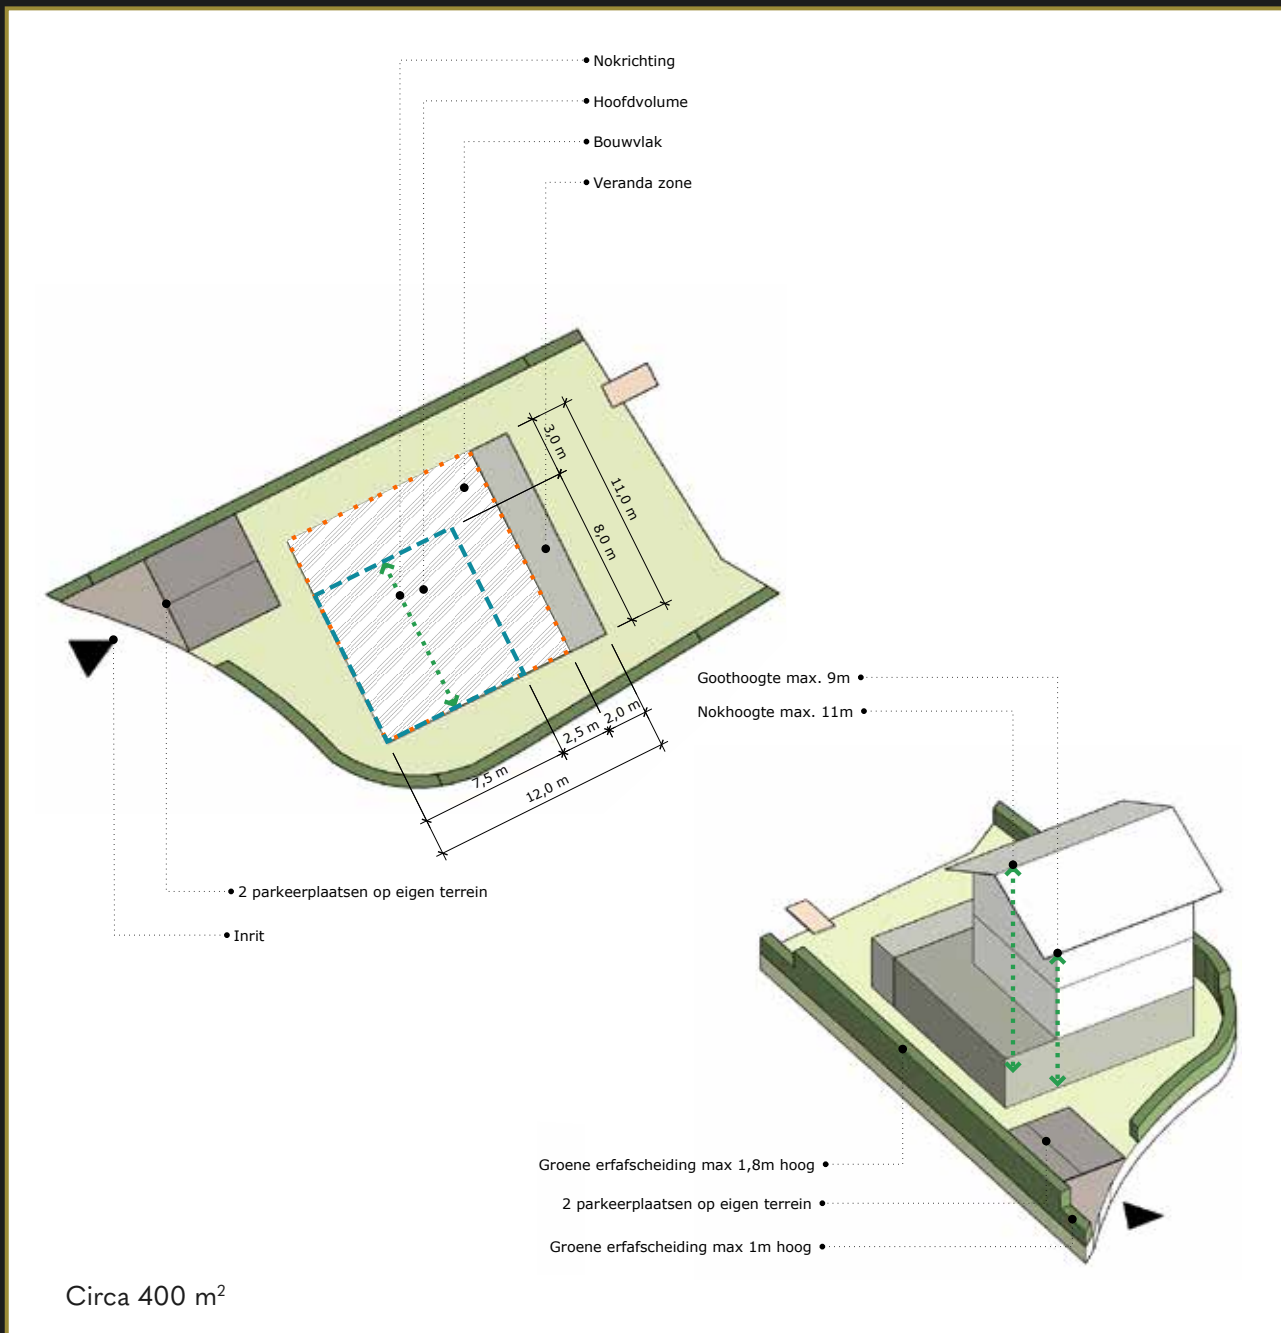 Nokrichting
Hoofdvolume
Bouwvlak
Veranda zone
3,0 m
11,0 m
8,0 m
2,0 m
2,5 m
7,5 m
12,0 m
Goothoogte max. 9m
Nokhoogte max. 11m
2 parkeerplaatsen op eigen terrein
Inrit
Groene erfafscheiding max 1,8m hoog
2 parkeerplaatsen op eigen terrein
Groene erfafscheiding max 1m hoog
Circa 400 m²